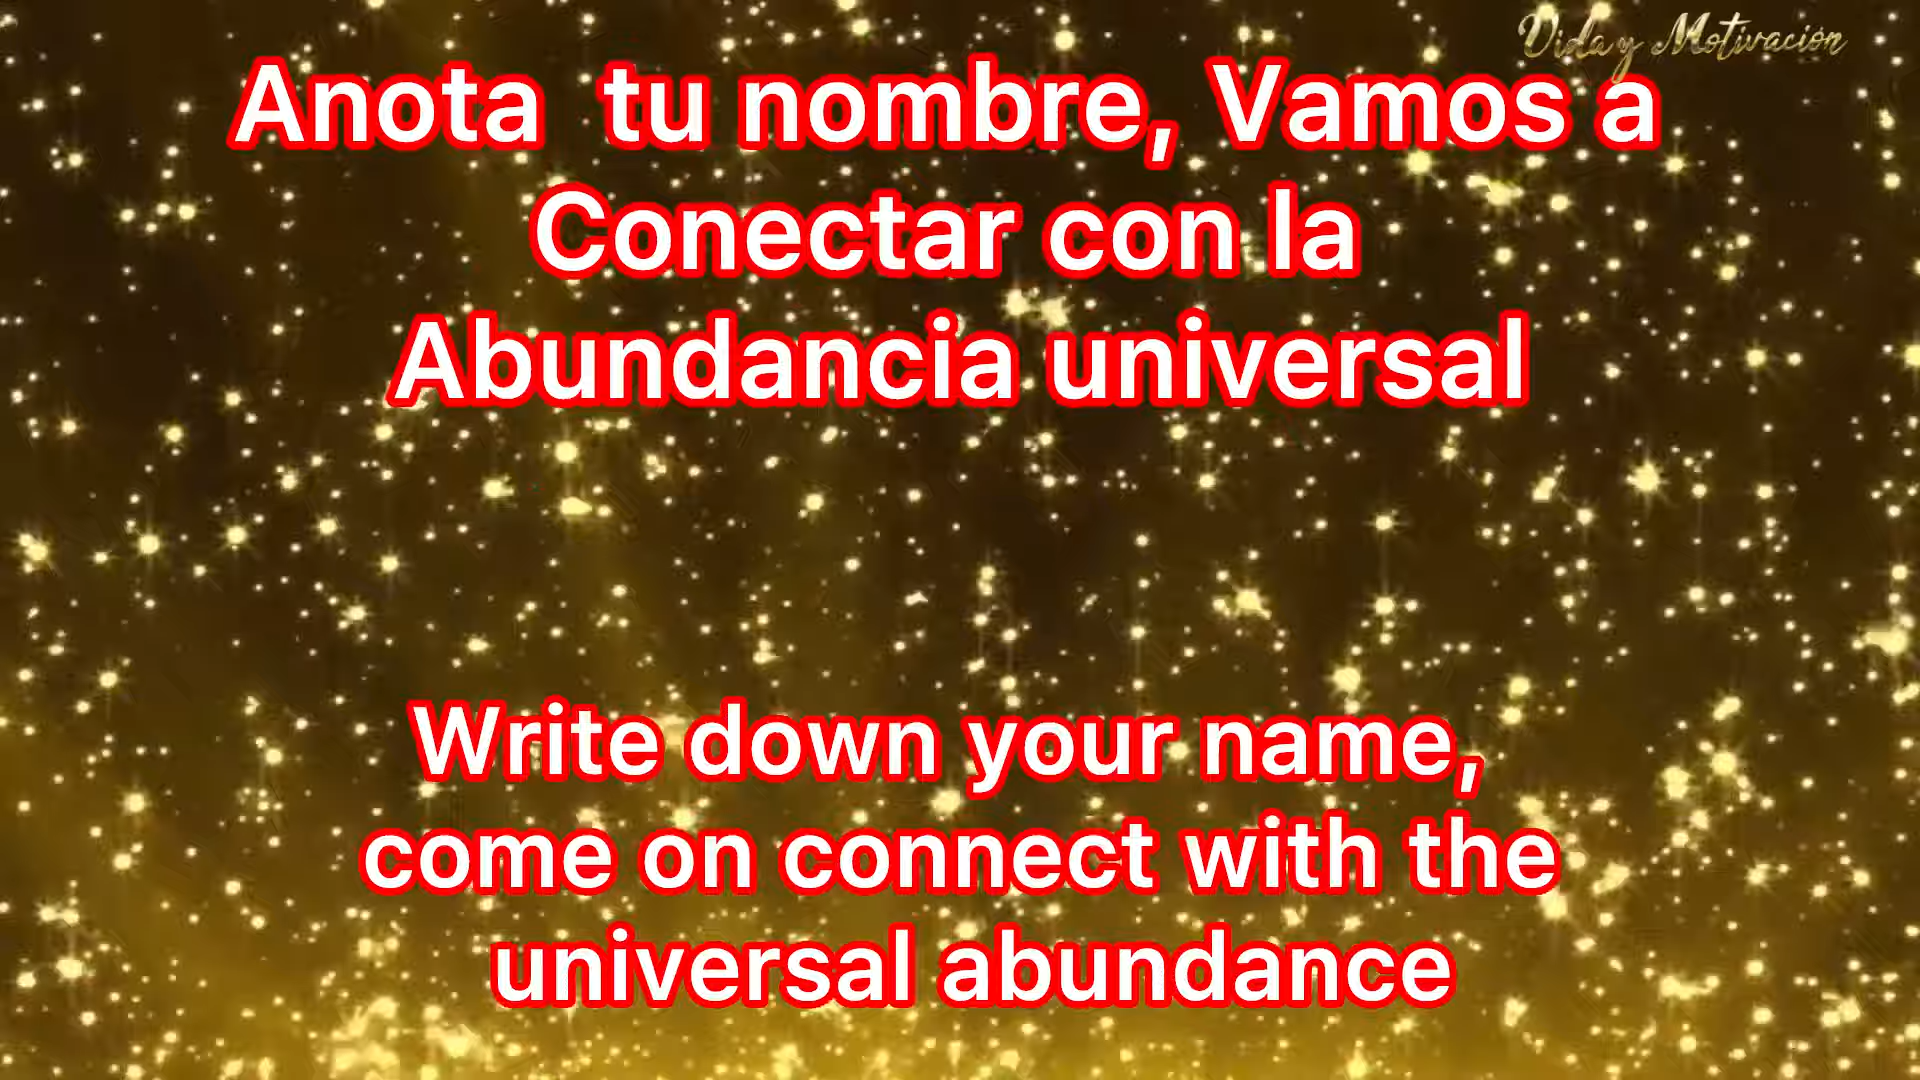 Vida y Motivación
Anota tu nombre, Vamos a
Conectar con la
Abundancia universal
Write down your name,
come on connect with the
universal abundance